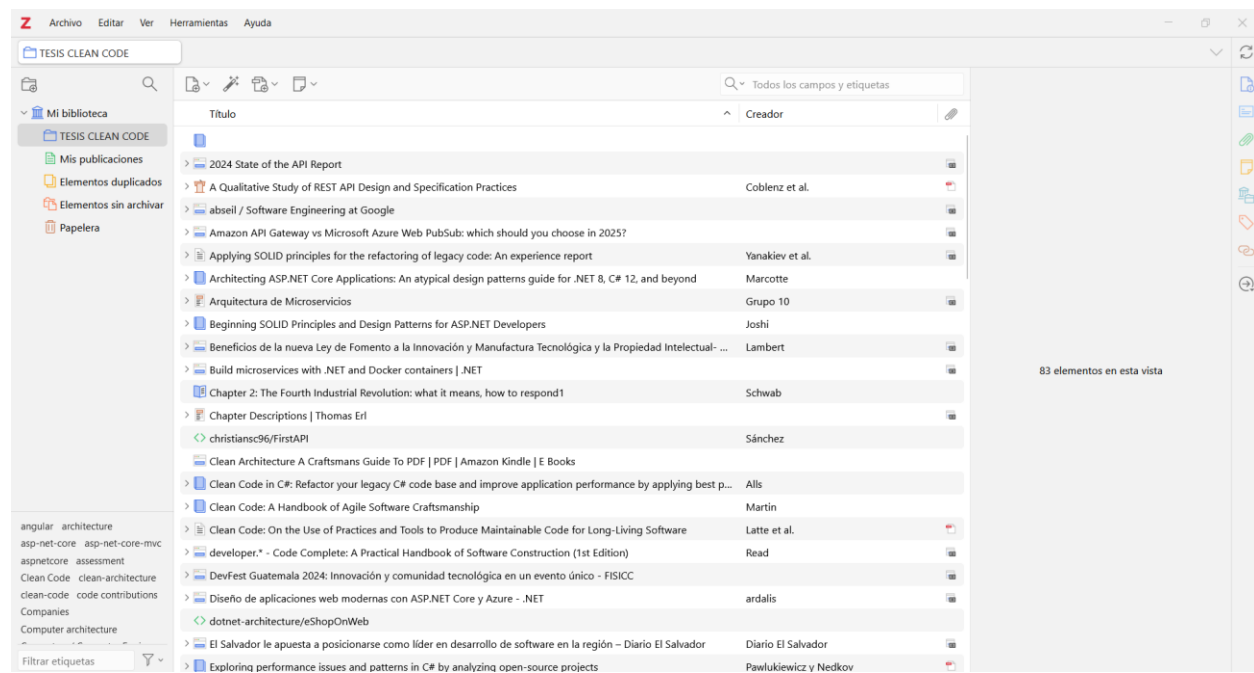 Z Archivo Editar Ver Herramientas Ayuda
TESIS CLEAN CODE
Todos los campos y etiquetas
Mi biblioteca
TESIS CLEAN CODE
Mis publicaciones
Elementos duplicados
Elementos sin archivar
Papelera
Título Creador
2024 State of the API Report
A Qualitative Study of REST API Design and Specification Practices Coblenz et al.
abseil / Software Engineering at Google
Amazon API Gateway vs Microsoft Azure Web PubSub: which should you choose in 2025?
Applying SOLID principles for the refactoring of legacy code: An experience report Yanakiev et al.
Architecting ASP.NET Core Applications: An atypical design patterns guide for .NET 8, C# 12, and beyond Marcotte
Arquitectura de Microservicios Grupo 10
Beginning SOLID Principles and Design Patterns for ASP.NET Developers Joshi
Beneficios de la nueva Ley de Fomento a la Innovación y Manufactura Tecnológica y la Propiedad Intelectual- ... Lambert
Build microservices with .NET and Docker containers | .NET
Chapter 2: The Fourth Industrial Revolution: what it means, how to respond1 Schwab
Chapter Descriptions | Thomas Erl
christiansc96/FirstAPI Sánchez
Clean Architecture A Craftsmans Guide To PDF | PDF | Amazon Kindle | E Books
Clean Code in C#: Refactor your legacy C# code base and improve application performance by applying best p... Alls
Clean Code: A Handbook of Agile Software Craftsmanship Martin
Clean Code: On the Use of Practices and Tools to Produce Maintainable Code for Long-Living Software Latte et al.
developer.* - Code Complete: A Practical Handbook of Software Construction (1st Edition) Read
DevFest Guatemala 2024: Innovación y comunidad tecnológica en un evento único - FISICC
Diseño de aplicaciones web modernas con ASP.NET Core y Azure - .NET ardalis
dotnet-architecture/eShopOnWeb
El Salvador le apuesta a posicionarse como líder en desarrollo de software en la región – Diario El Salvador Diario El Salvador
Exploring performance issues and patterns in C# by analyzing open-source projects Pawlukiewicz y Nedkov
83 elementos en esta vista
angular architecture
asp-net-core asp-net-core-mvc
aspnetcore assessment
Clean Code clean-architecture
clean-code code contributions
Companies
Computer architecture
Filtrar etiquetas